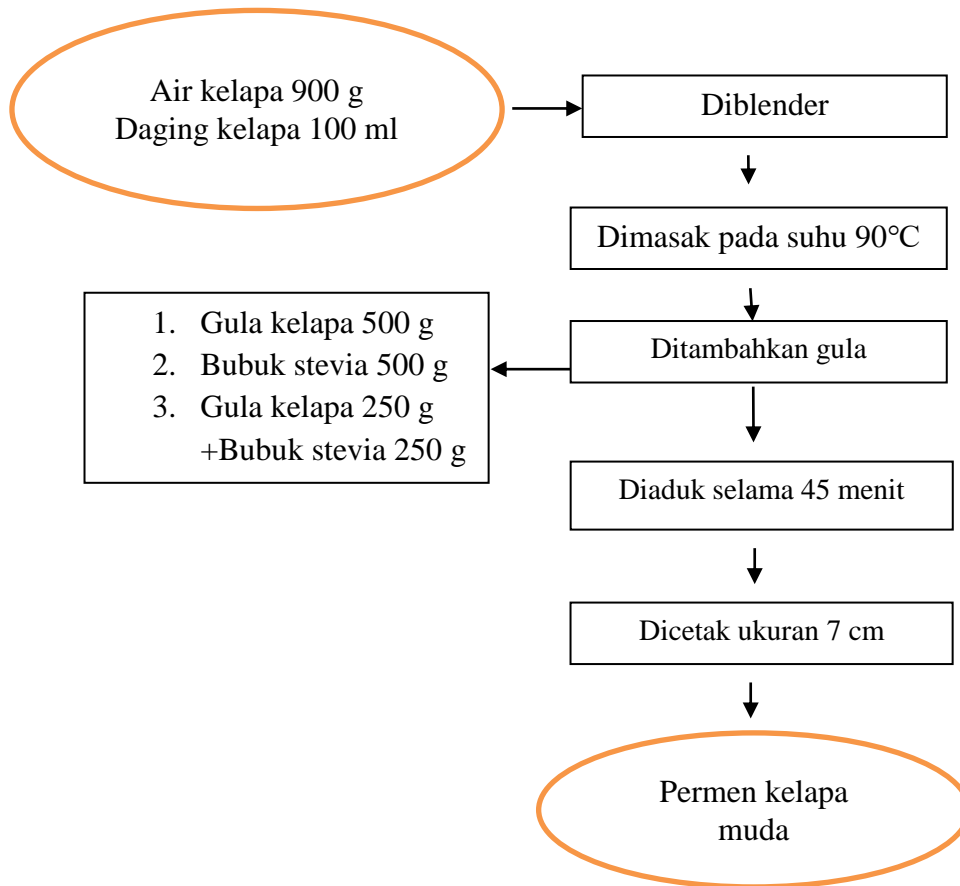 Air kelapa 900 g
Daging kelapa 100 ml
Diblender
Dimasak pada suhu 90°C
Ditambahkan gula
1. Gula kelapa 500 g
2. Bubuk stevia 500 g
3. Gula kelapa 250 g
+Bubuk stevia 250 g
Diaduk selama 45 menit
Dicetak ukuran 7 cm
Permen kelapa
muda